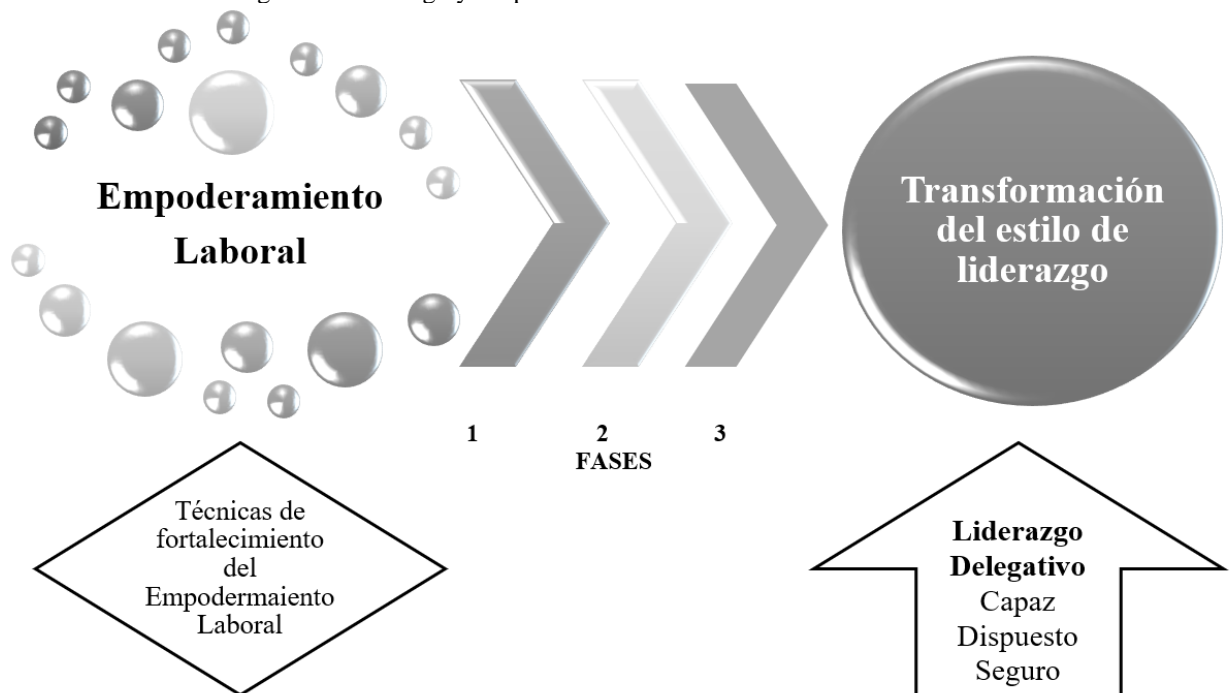 Empoderamiento
Laboral
Transformación
del estilo de
liderazgo
1 2 3
FASES
Técnicas de
fortalecimiento
del
Empodermaiento
Laboral
Liderazgo
Delegativo
Capaz
Dispuesto
Seguro